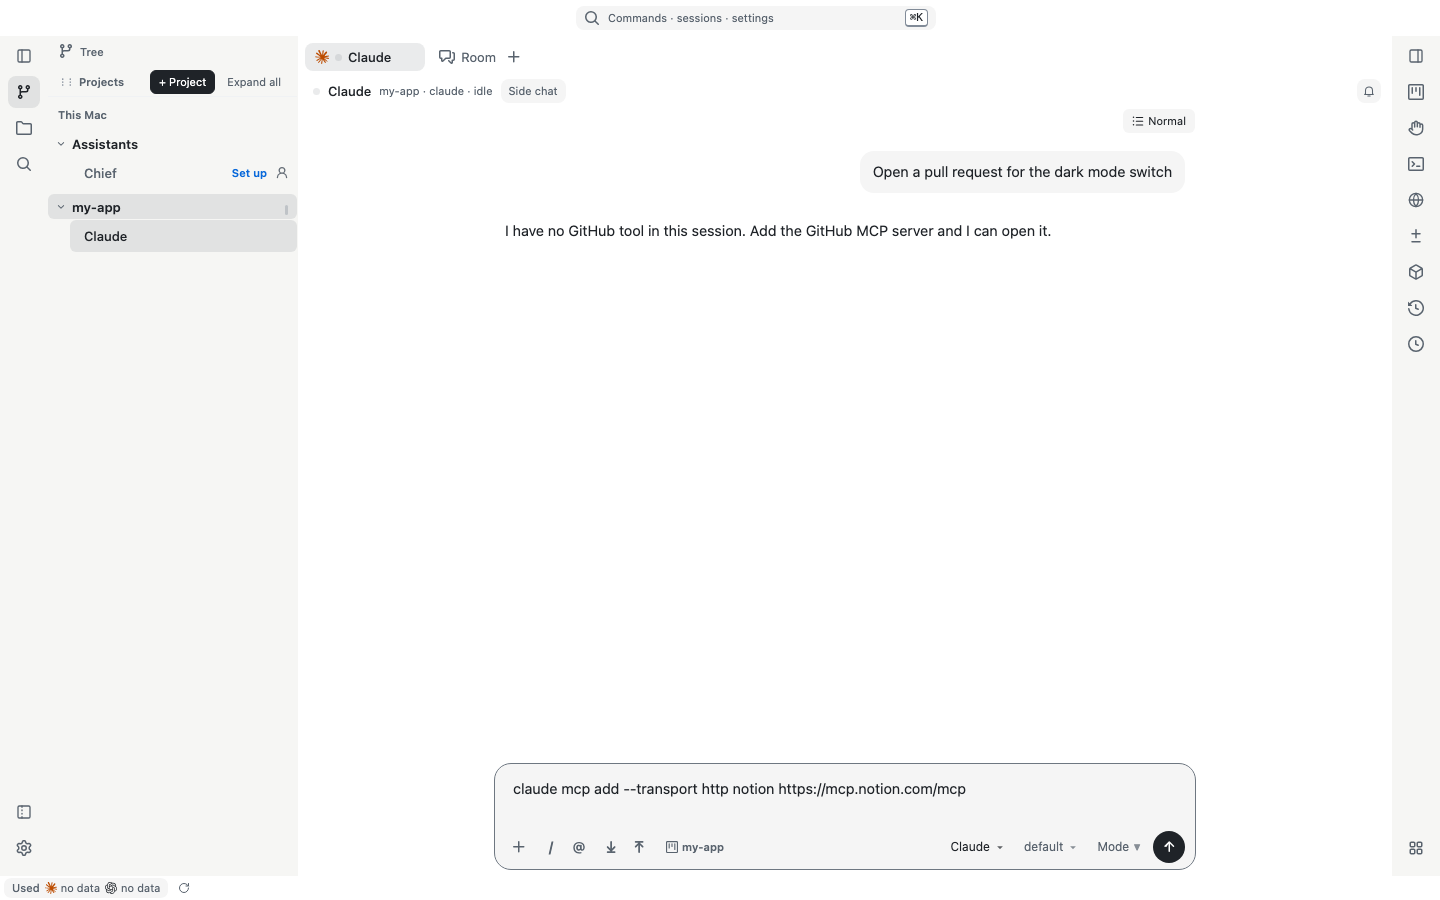 Commands · sessions · settings
⌘K
Tree
Projects
+ Project
Expand all
This Mac
Assistants
Chief
Set up
my-app
Claude
Claude
Room
Claude
my-app · claude · idle
Side chat
Normal
Open a pull request for the dark mode switch
I have no GitHub tool in this session. Add the GitHub MCP server and I can open it.
claude mcp add --transport http notion https://mcp.notion.com/mcp
/
@
my-app
Claude
default
Mode
Used
no data
no data